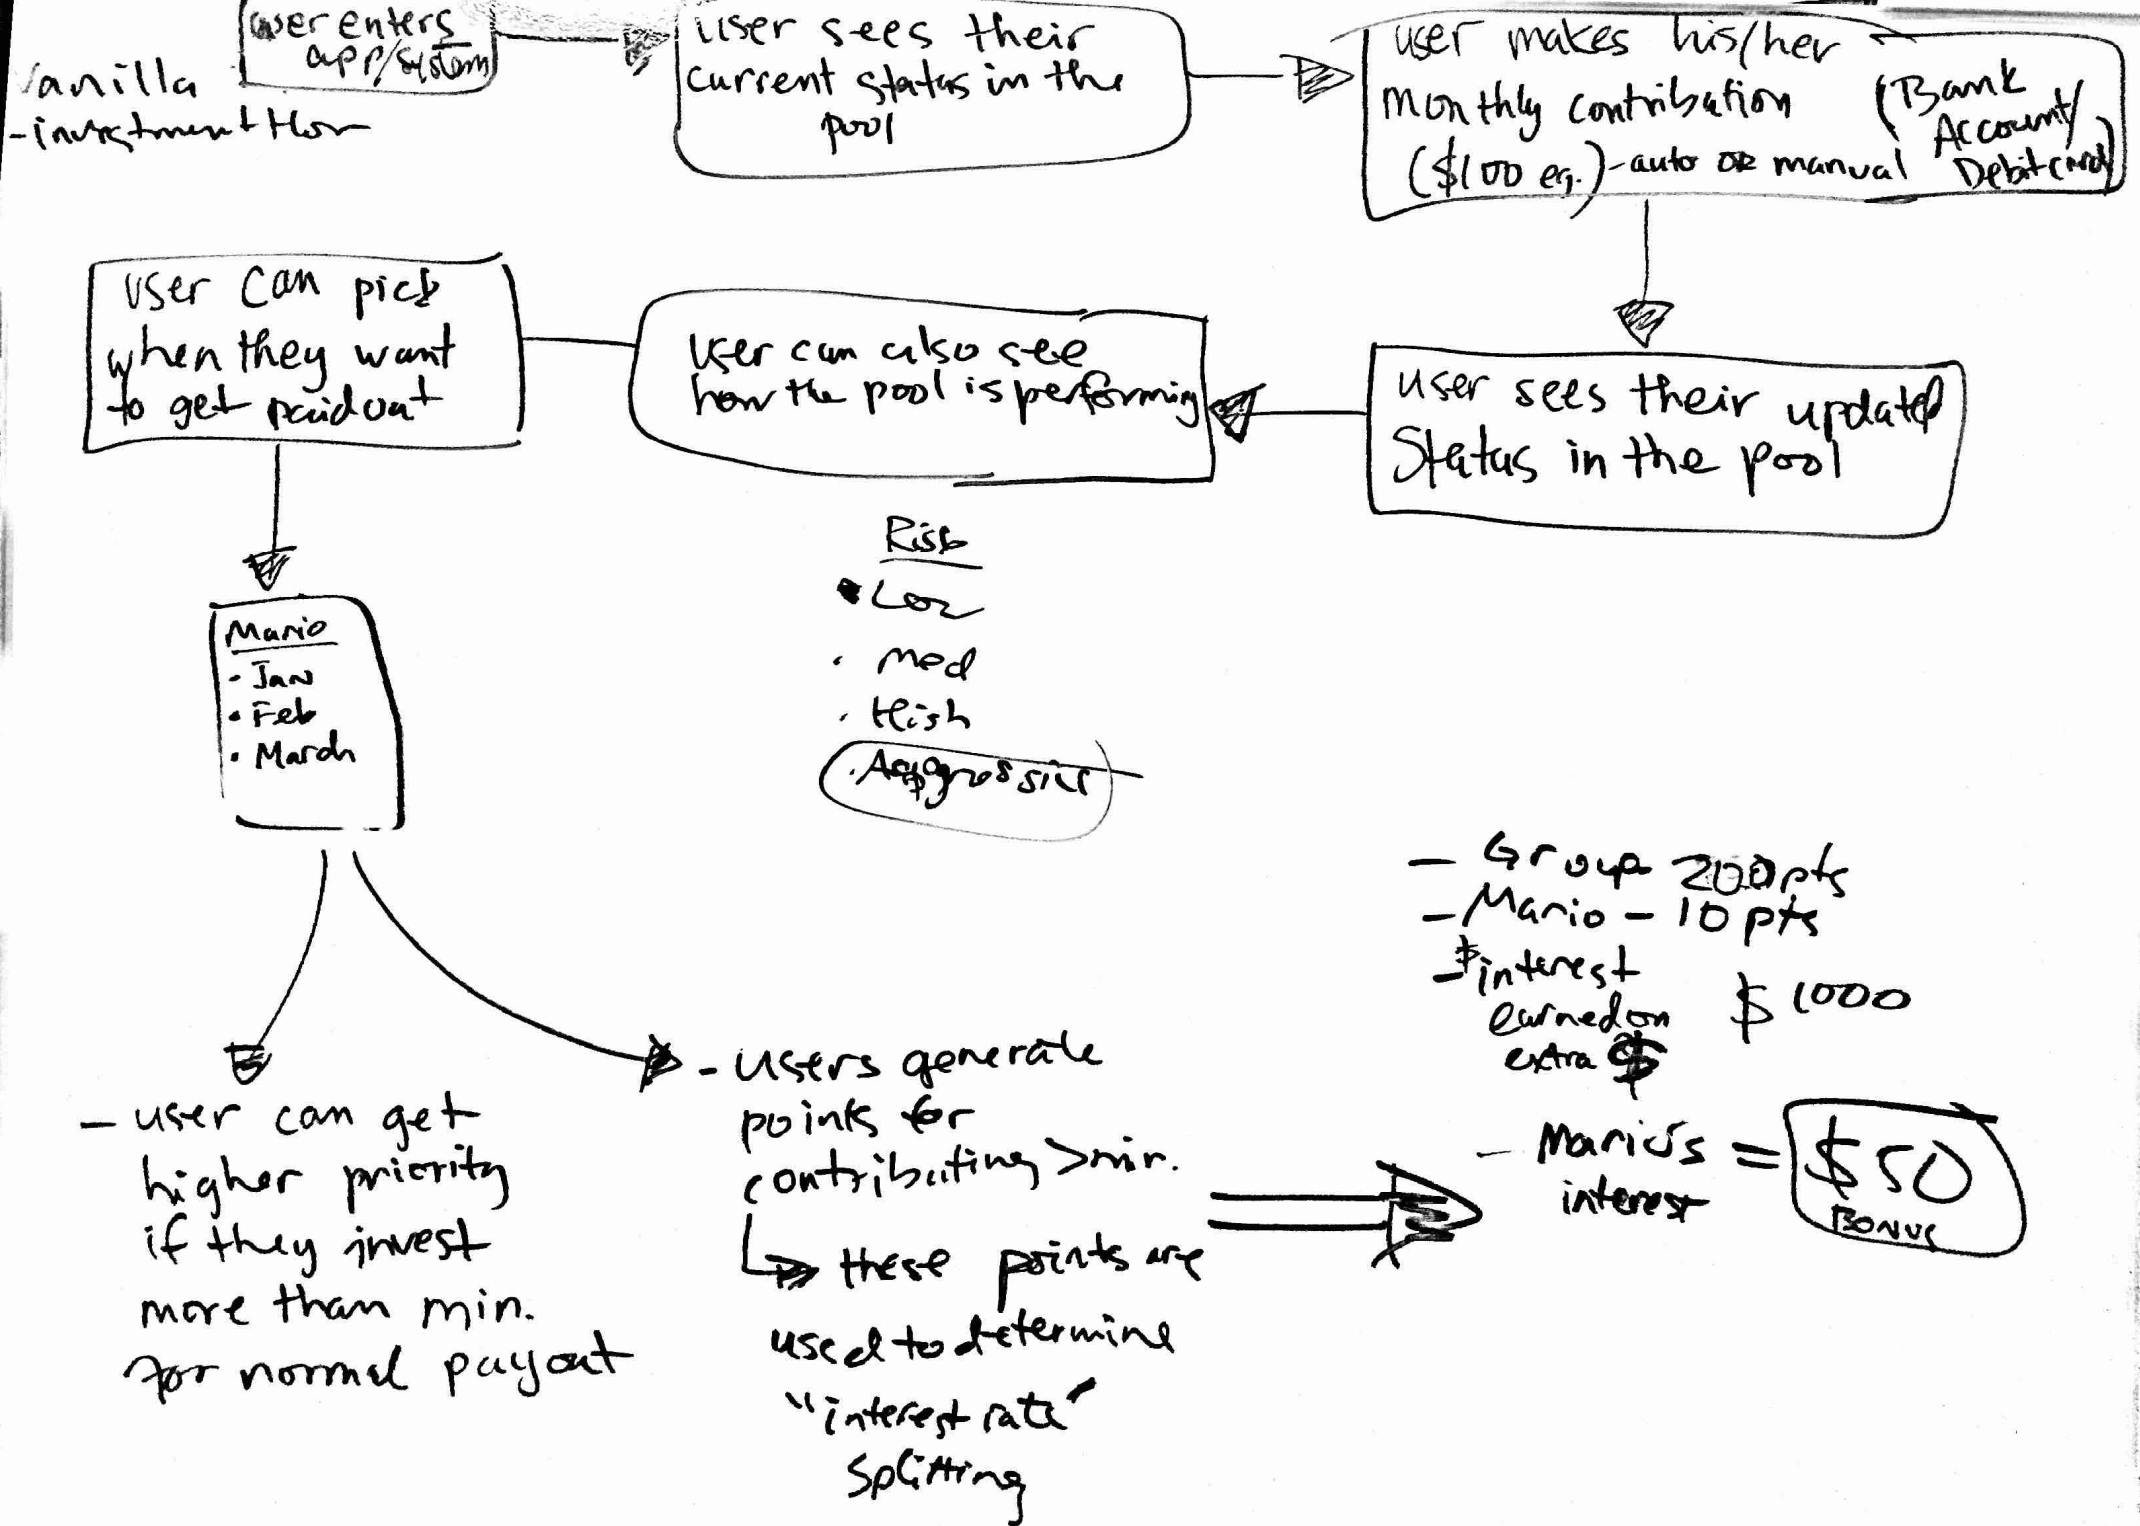 Vanilla
- investment flow
user enters
app/system
user sees their
current status in the
pool
user makes his/her
monthly contribution
($100 eg.) - auto OR manual
(Bank
Account/
Debit card)
user can pick
when they want
to get paid out
user can also see
how the pool is performing
user sees their updated
Status in the pool
Risk
• Low
• med
• High
• Aggressive
Mario
- Jan
• Feb
• March
- Group 200 pts
- Mario - 10 pts
- $ interest
earned on
extra $
$1000
- Mario's
interest
= $50
BONUS
- user can get
higher priority
if they invest
more than min.
for normal payout
- users generate
points for
contributing > min.
these points are
used to determine
"interest rate"
splitting